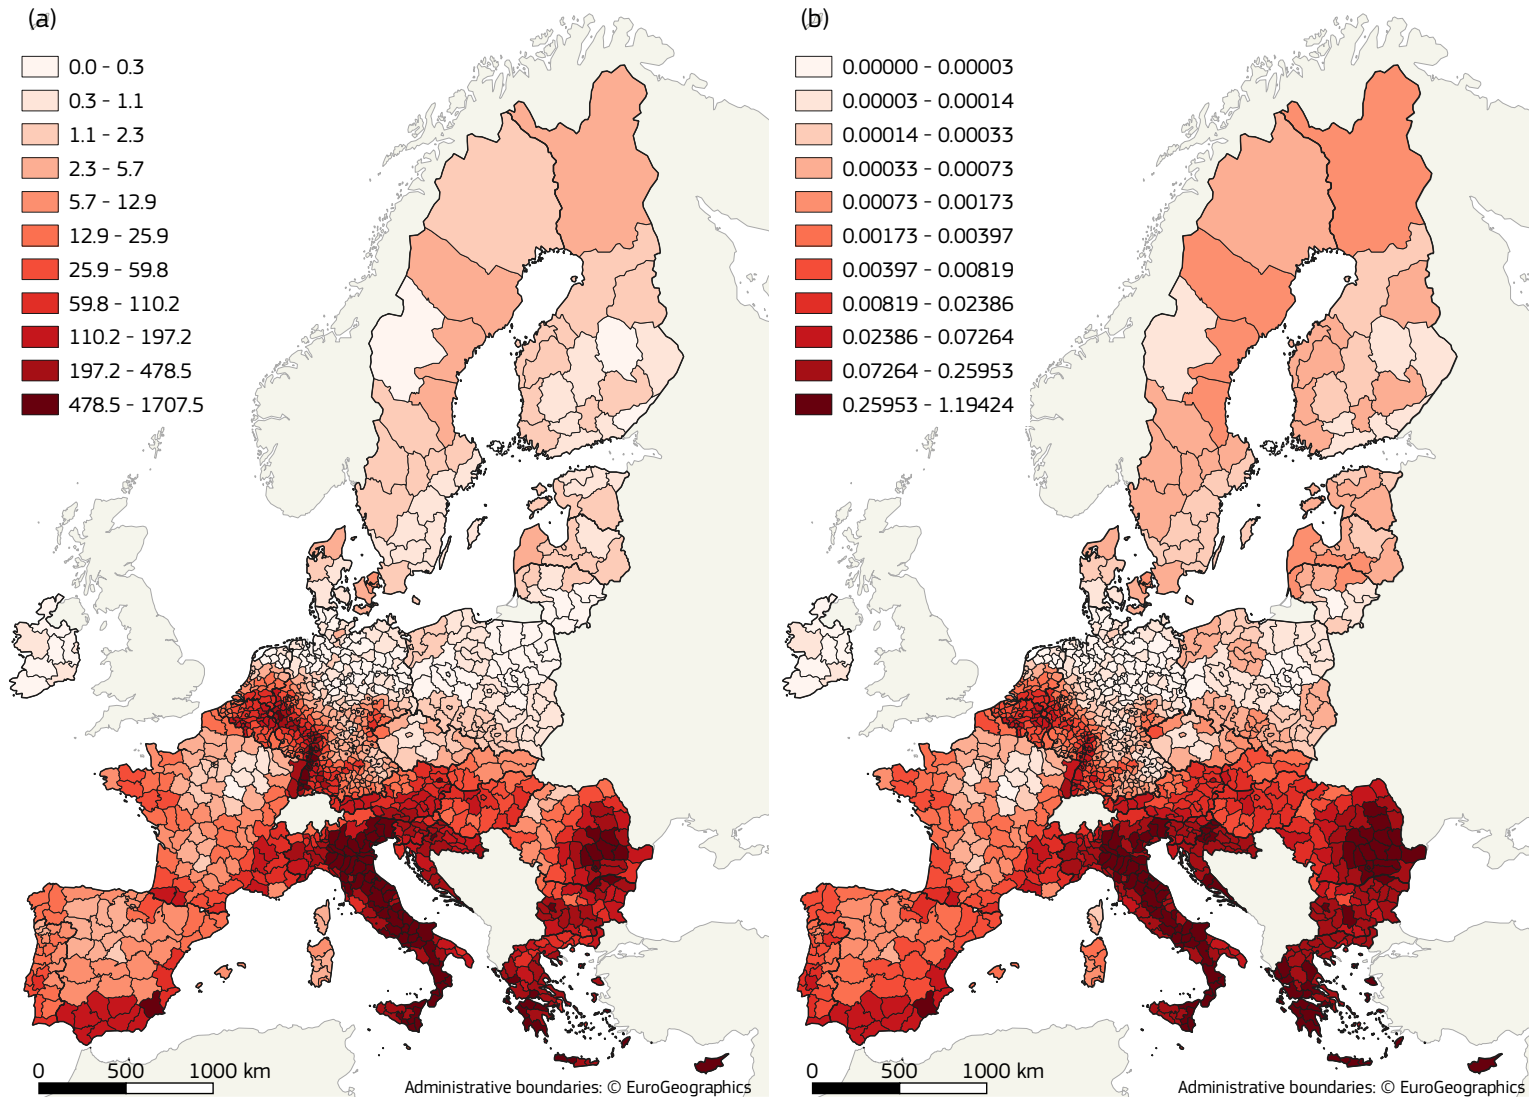 (a)
0.0 - 0.3
0.3 - 1.1
1.1 - 2.3
2.3 - 5.7
5.7 - 12.9
12.9 - 25.9
25.9 - 59.8
59.8 - 110.2
110.2 - 197.2
197.2 - 478.5
478.5 - 1707.5
0 500 1000 km
Administrative boundaries: © EuroGeographics
(b)
0.00000 - 0.00003
0.00003 - 0.00014
0.00014 - 0.00033
0.00033 - 0.00073
0.00073 - 0.00173
0.00173 - 0.00397
0.00397 - 0.00819
0.00819 - 0.02386
0.02386 - 0.07264
0.07264 - 0.25953
0.25953 - 1.19424
0 500 1000 km
Administrative boundaries: © EuroGeographics